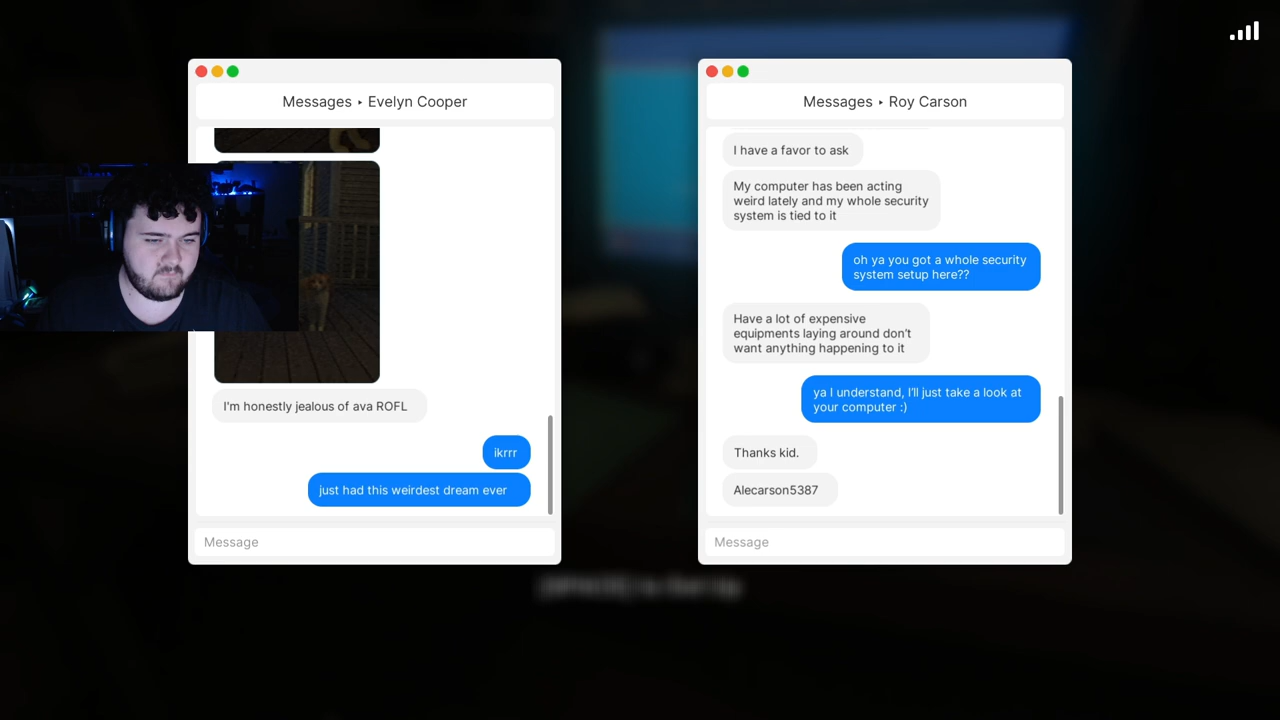 Messages ▸ Evelyn Cooper
I'm honestly jealous of ava ROFL
ikrrr
just had this weirdest dream ever
Message
Messages ▸ Roy Carson
I have a favor to ask
My computer has been acting
weird lately and my whole security
system is tied to it
oh ya you got a whole security
system setup here??
Have a lot of expensive
equipments laying around don't
want anything happening to it
ya I understand, I'll just take a look at
your computer :)
Thanks kid.
Alecarson5387
Message